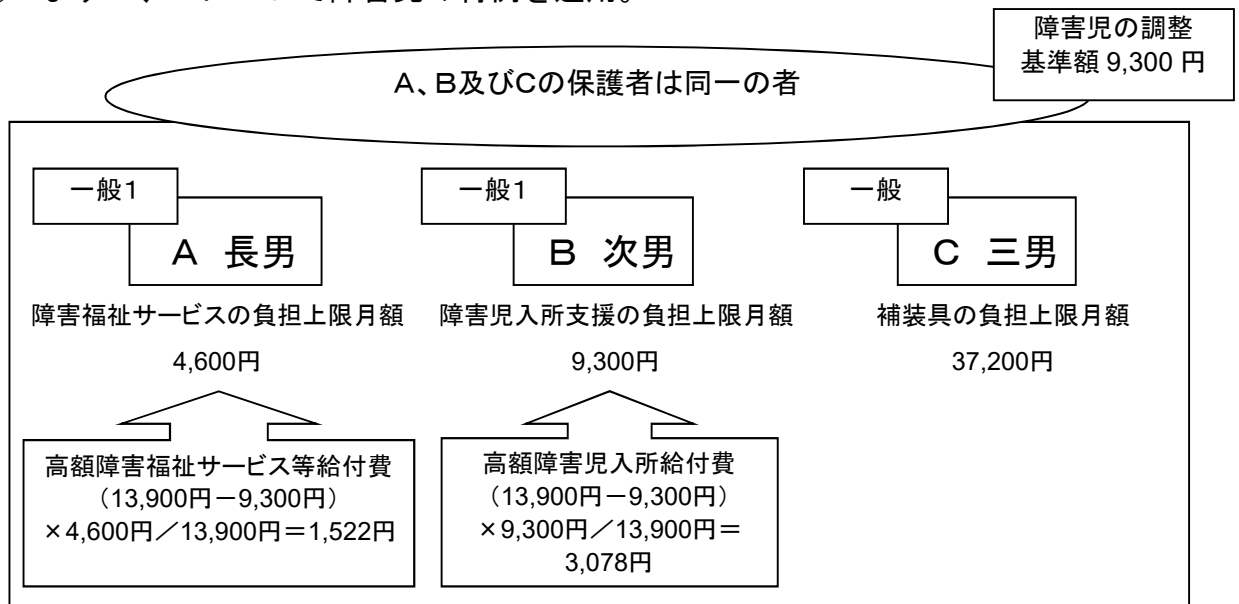 障害児の調整
基準額 9,300 円
A、B及びCの保護者は同一の者
一般1
A 長男
障害福祉サービスの負担上限月額
4,600円
高額障害福祉サービス等給付費
（13,900円－9,300円）
×4,600円／13,900円＝1,522円
一般1
B 次男
障害児入所支援の負担上限月額
9,300円
高額障害児入所給付費
（13,900円－9,300円）
×9,300円／13,900円＝
3,078円
一般
C 三男
補装具の負担上限月額
37,200円